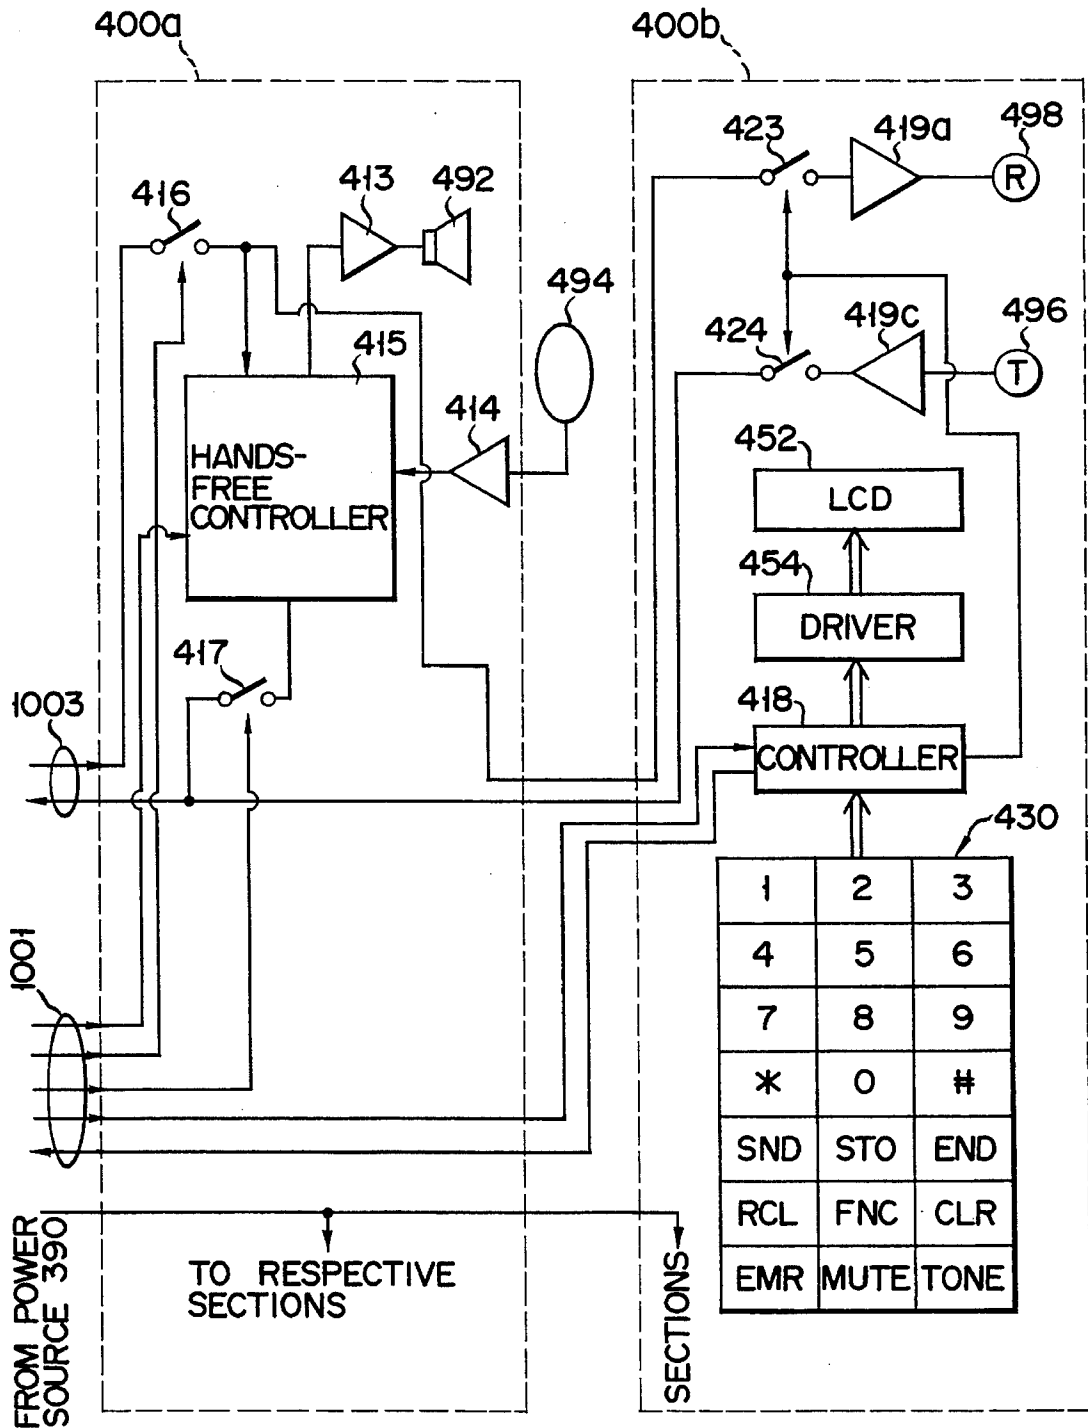 400a
400b
423
419a
498
R
416
413
492
494
424
419c
496
T
415
414
HANDS-
FREE
CONTROLLER
452
LCD
454
DRIVER
417
418
CONTROLLER
1003
430
1 2 3
4 5 6
7 8 9
* 0 #
SND STO END
RCL FNC CLR
EMR MUTE TONE
1001
FROM POWER
SOURCE 390
TO RESPECTIVE
SECTIONS
SECTIONS